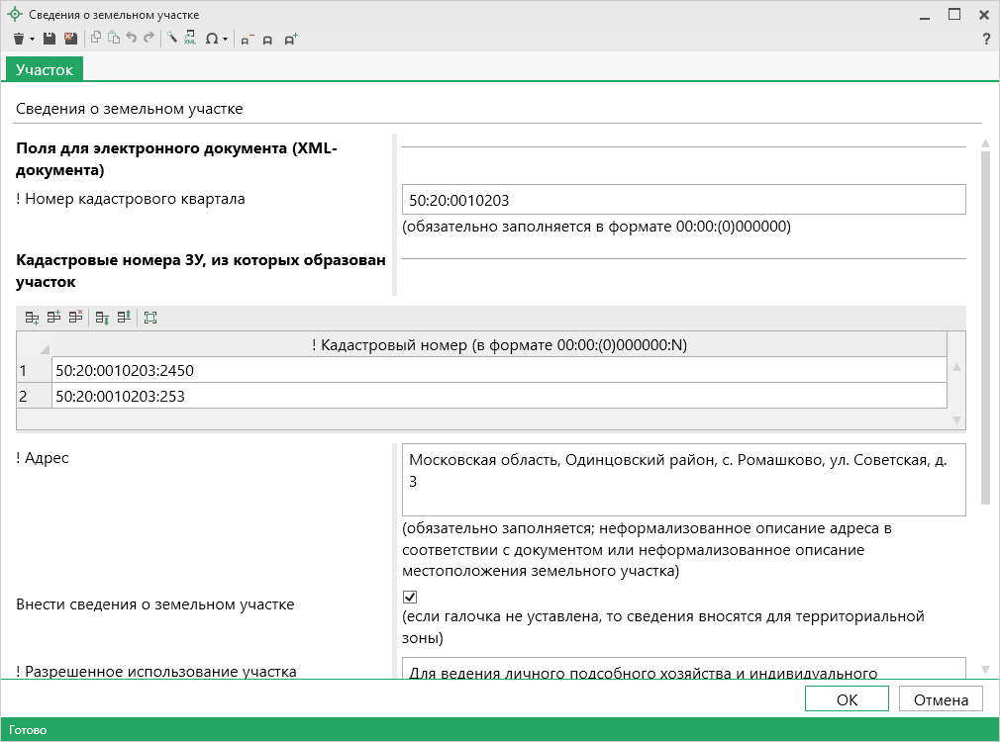 Сведения о земельном участке
XML
Ω
A− A A+
?
Участок
Сведения о земельном участке
Поля для электронного документа (XML-
документа)
! Номер кадастрового квартала
50:20:0010203
(обязательно заполняется в формате 00:00:(0)000000)
Кадастровые номера ЗУ, из которых образован
участок
! Кадастровый номер (в формате 00:00:(0)000000:N)
1 50:20:0010203:2450
2 50:20:0010203:253
! Адрес
Московская область, Одинцовский район, с. Ромашково, ул. Советская, д.
3
(обязательно заполняется; неформализованное описание адреса в
соответствии с документом или неформализованное описание
местоположения земельного участка)
Внести сведения о земельном участке
(если галочка не уставлена, то сведения вносятся для территориальной
зоны)
! Разрешенное использование участка
Для ведения личного подсобного хозяйства и индивидуального
ОК
Отмена
Готово